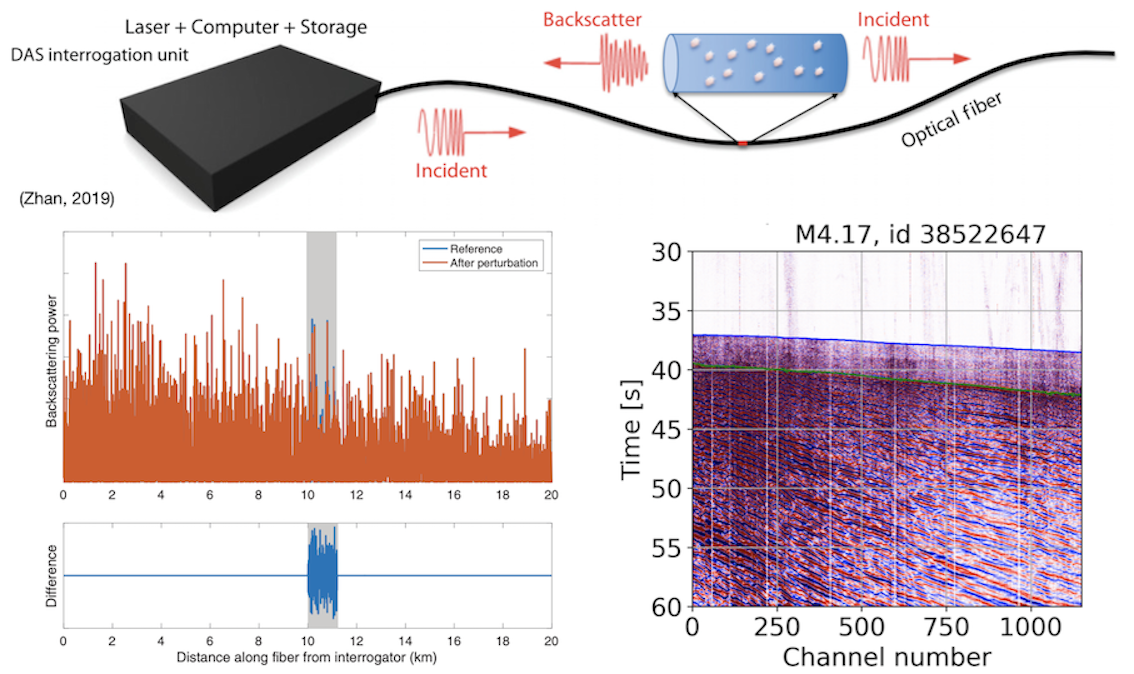 Laser + Computer + Storage
DAS interrogation unit
Backscatter
Incident
Incident
Optical fiber
(Zhan, 2019)
Reference
After perturbation
Backscattering power
0 2 4 6 8 10 12 14 16 18 20
Difference
0 2 4 6 8 10 12 14 16 18 20
Distance along fiber from interrogator (km)
M4.17, id 38522647
30
35
40
45
50
55
60
Time [s]
0 250 500 750 1000
Channel number